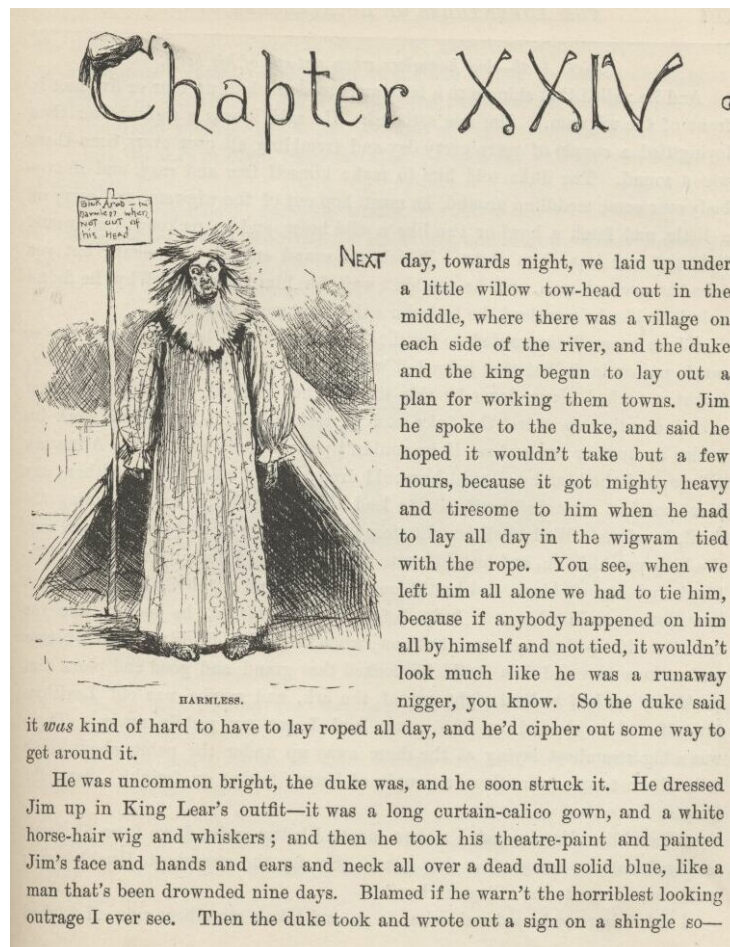 Chapter XXIV
Sick Arab – but
harmless when
NOT OUT OF
his HEAD
NEXT day, towards night, we laid up under
a little willow tow-head out in the
middle, where there was a village on
each side of the river, and the duke
and the king begun to lay out a
plan for working them towns. Jim
he spoke to the duke, and said he
hoped it wouldn't take but a few
hours, because it got mighty heavy
and tiresome to him when he had
to lay all day in the wigwam tied
with the rope. You see, when we
left him all alone we had to tie him,
because if anybody happened on him
all by himself and not tied, it wouldn't
look much like he was a runaway
HARMLESS.
nigger, you know. So the duke said
it was kind of hard to have to lay roped all day, and he'd cipher out some way to
get around it.
He was uncommon bright, the duke was, and he soon struck it. He dressed
Jim up in King Lear's outfit—it was a long curtain-calico gown, and a white
horse-hair wig and whiskers; and then he took his theatre-paint and painted
Jim's face and hands and ears and neck all over a dead dull solid blue, like a
man that's been drownded nine days. Blamed if he warn't the horriblest looking
outrage I ever see. Then the duke took and wrote out a sign on a shingle so—